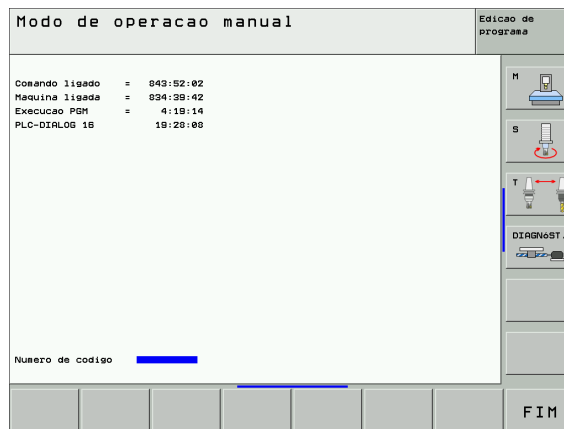 Modo de operacao manual
Edicao de
programa
Comando ligado = 843:52:02
Maquina ligada = 834:39:42
Execucao PGM = 4:19:14
PLC-DIALOG 16 19:28:08
M
S
T
DIAGNóST.
Numero de codigo
FIM